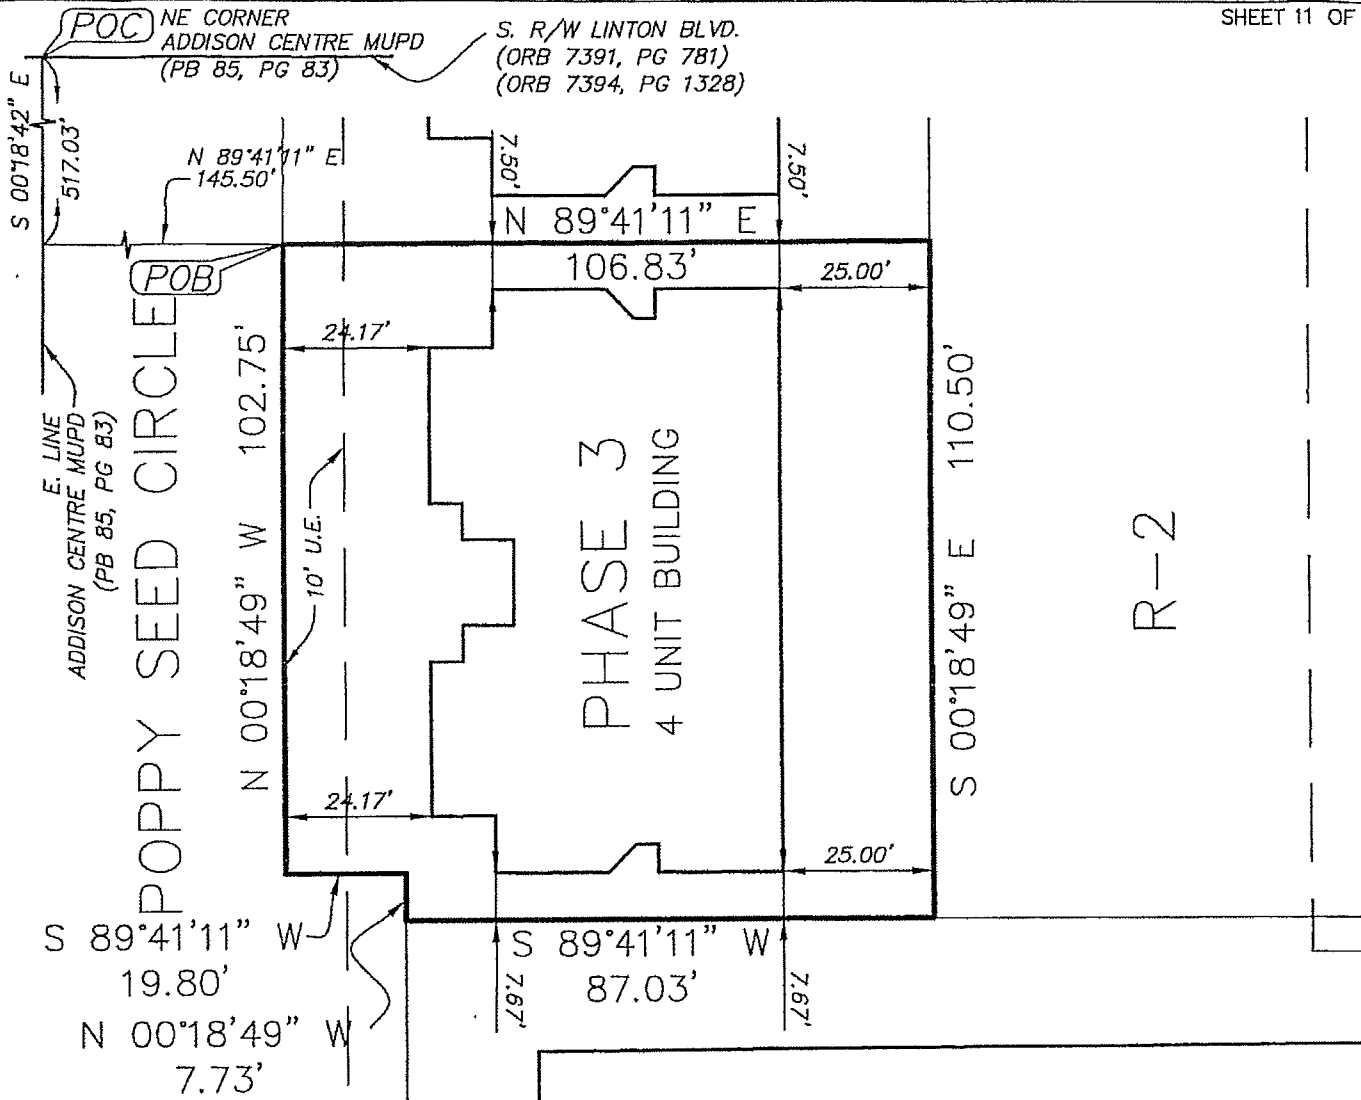 SHEET 11 OF
POC
NE CORNER
ADDISON CENTRE MUPD
(PB 85, PG 83)
S. R/W LINTON BLVD.
(ORB 7391, PG 781)
(ORB 7394, PG 1328)
S 00°18'42" E
517.03'
N 89°41'11" E
145.50'
7.50'
7.50'
N 89°41'11" E
106.83'
25.00'
POB
24.17'
POPPY SEED CIRCLE
N 00°18'49" W 102.75'
E. LINE
ADDISON CENTRE MUPD
(PB 85, PG 83)
10' U.E.
PHASE 3
4 UNIT BUILDING
S 00°18'49" E 110.50'
R-2
24.17'
25.00'
S 89°41'11" W
19.80'
N 00°18'49" W
7.73'
S 89°41'11" W
87.03'
7.67'
7.67'